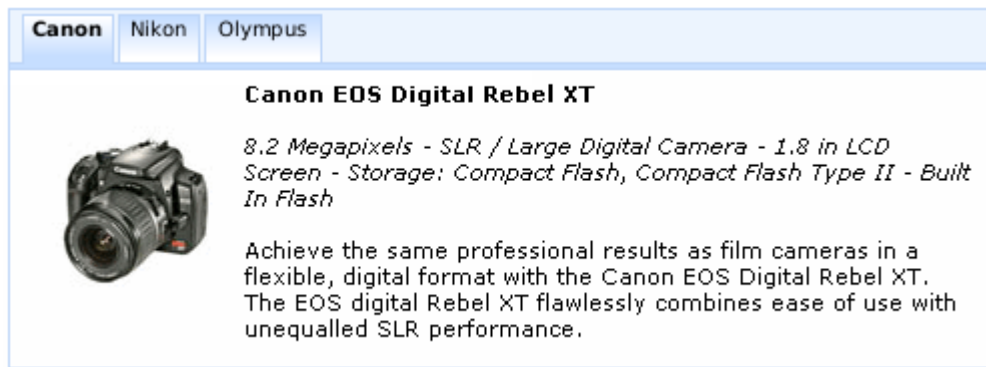 Canon Nikon Olympus
Canon EOS Digital Rebel XT
8.2 Megapixels - SLR / Large Digital Camera - 1.8 in LCD
Screen - Storage: Compact Flash, Compact Flash Type II - Built
In Flash
Achieve the same professional results as film cameras in a
flexible, digital format with the Canon EOS Digital Rebel XT.
The EOS digital Rebel XT flawlessly combines ease of use with
unequalled SLR performance.